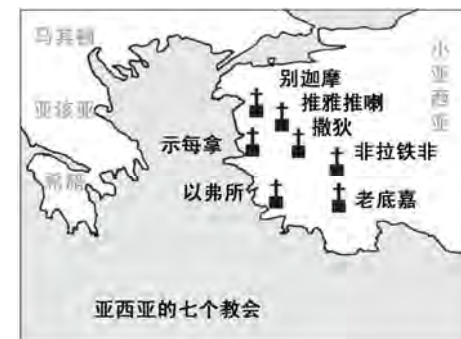 马其顿
小亚西亚
别迦摩
推雅推喇
亚该亚
撒狄
示每拿
非拉铁非
希腊
以弗所
老底嘉
亚西亚的七个教会